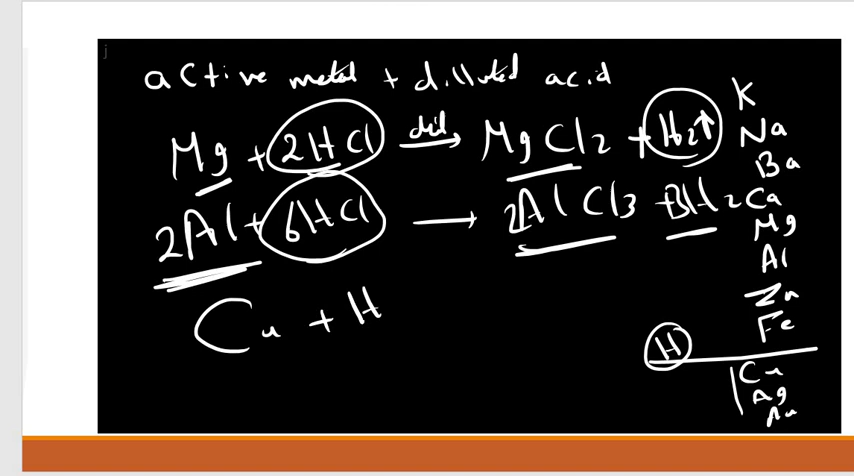 j
active metal + dilluted acid
Mg + 2HCl dil→ MgCl2 + H2↑
2Al + 6HCl → 2AlCl3 + 3H2
Cu + H
K
Na
Ba
Ca
Mg
Al
Zn
Fe
H
Cu
Ag
Au